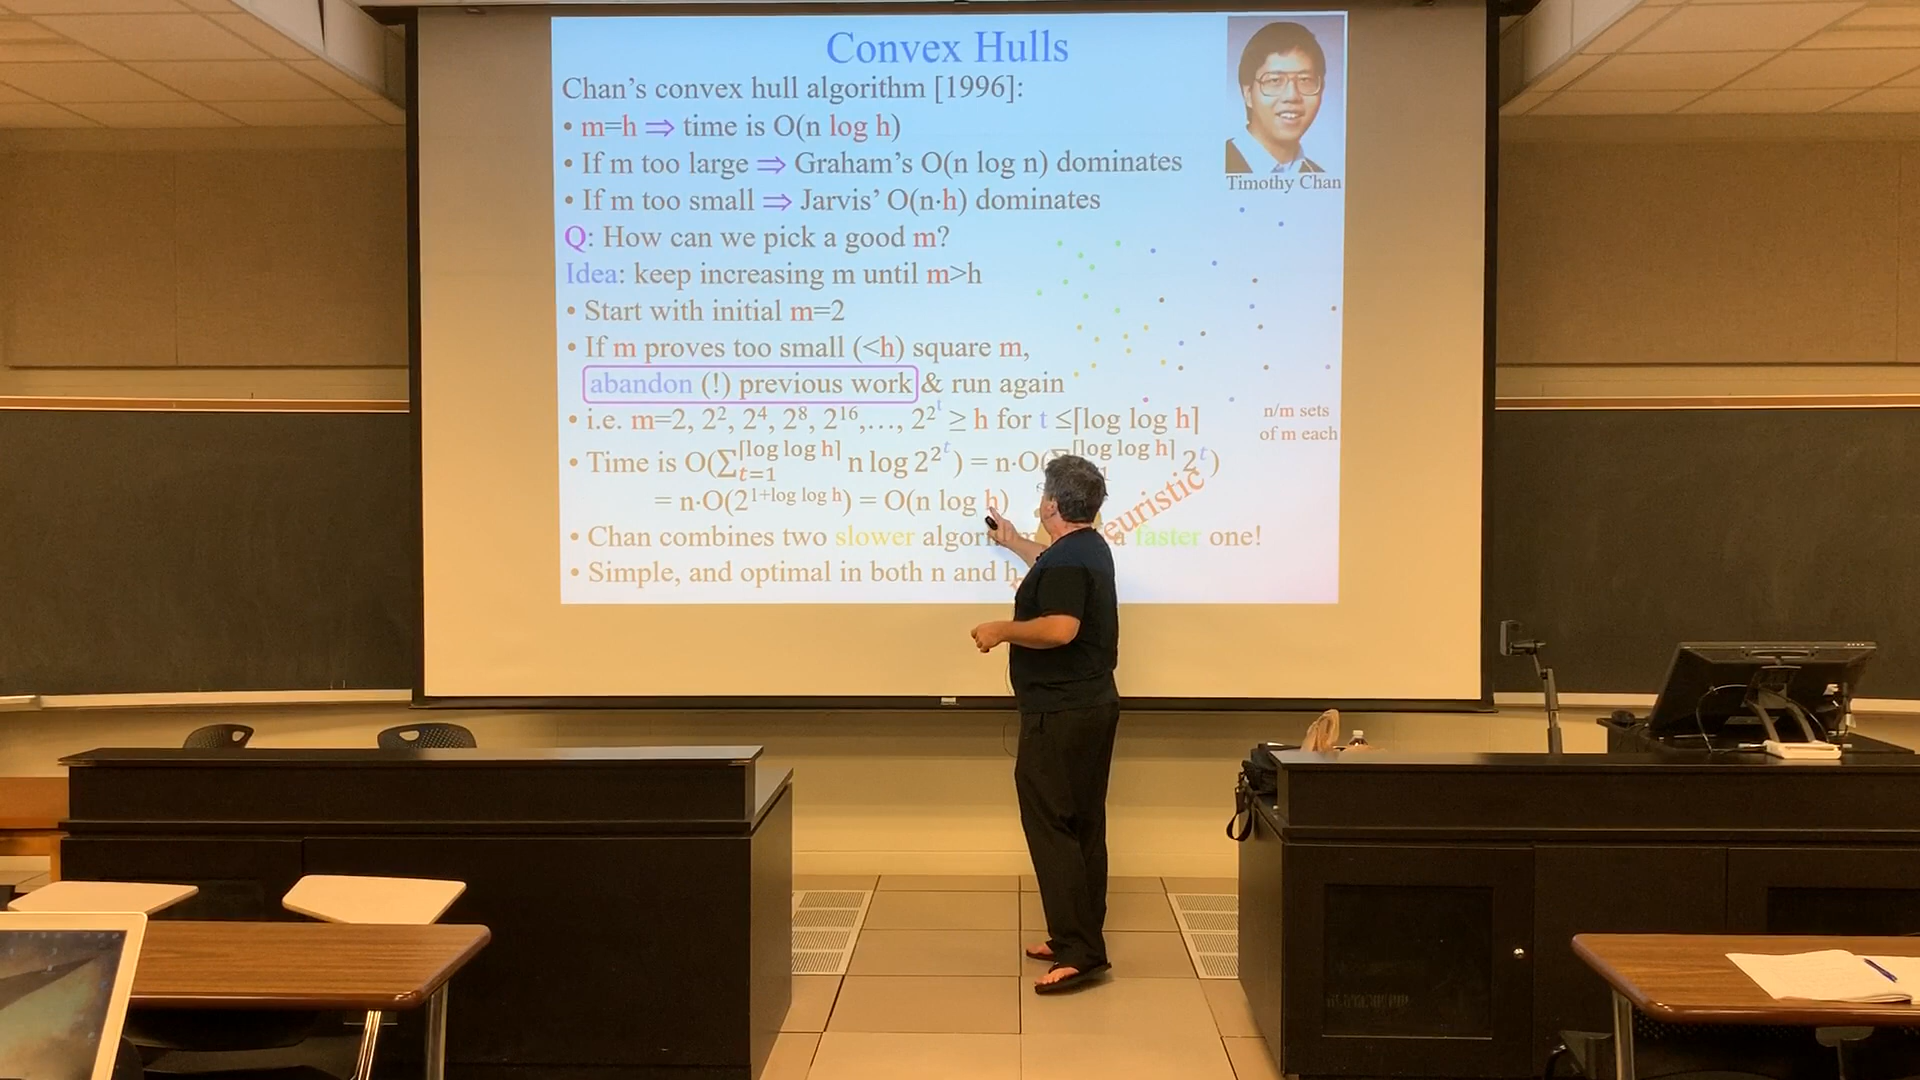 Convex Hulls
Chan's convex hull algorithm [1996]:
• m=h ⇒ time is O(n log h)
• If m too large ⇒ Graham's O(n log n) dominates
• If m too small ⇒ Jarvis' O(n·h) dominates
Timothy Chan
Q: How can we pick a good m?
Idea: keep increasing m until m>h
• Start with initial m=2
• If m proves too small (<h) square m,
abandon (!) previous work & run again
• i.e. m=2, 2², 2⁴, 2⁸, 2¹⁶,…, 2^2^t ≥ h for t ≤⌈log log h⌉
n/m sets
of m each
• Time is O(∑_{t=1}^{⌈log log h⌉} n log 2^2^t) = n·O( ⌈log log h⌉ 2^t)
= n·O(2^{1+log log h}) = O(n log h)
• Chan combines two slower a faster one!
• Simple, and optimal in both n and h